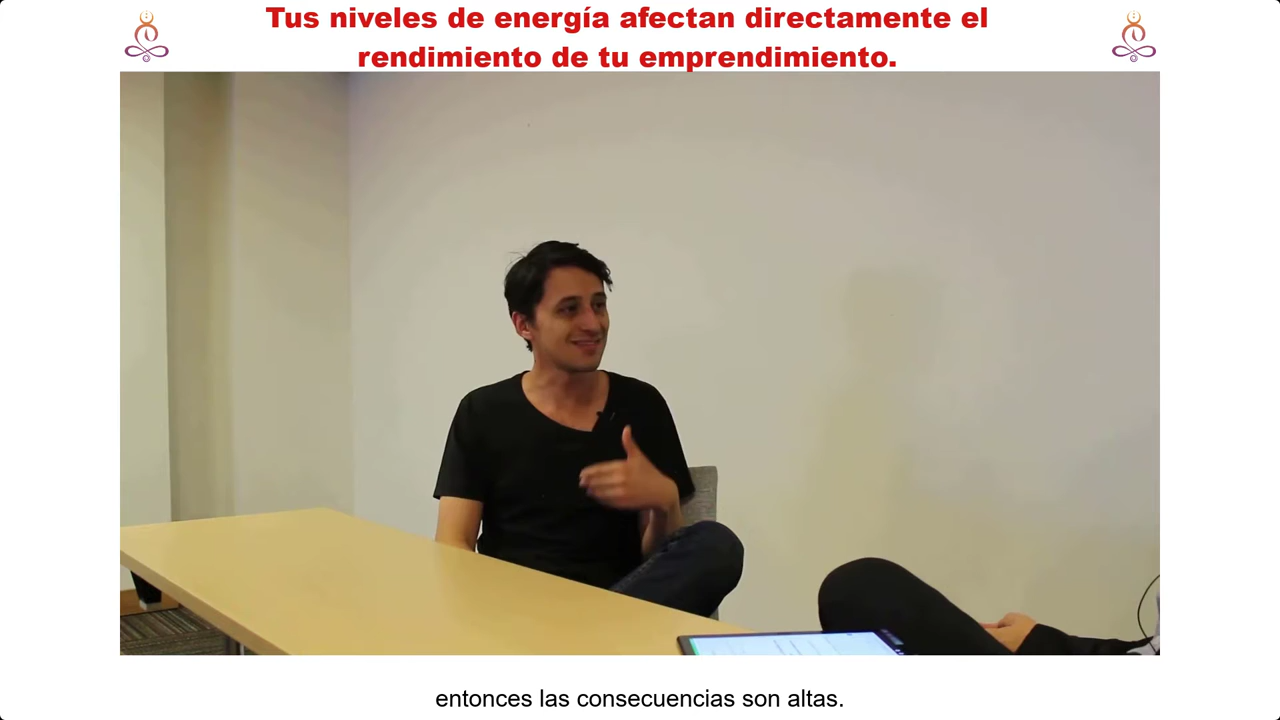 Tus niveles de energía afectan directamente el
rendimiento de tu emprendimiento.
entonces las consecuencias son altas.